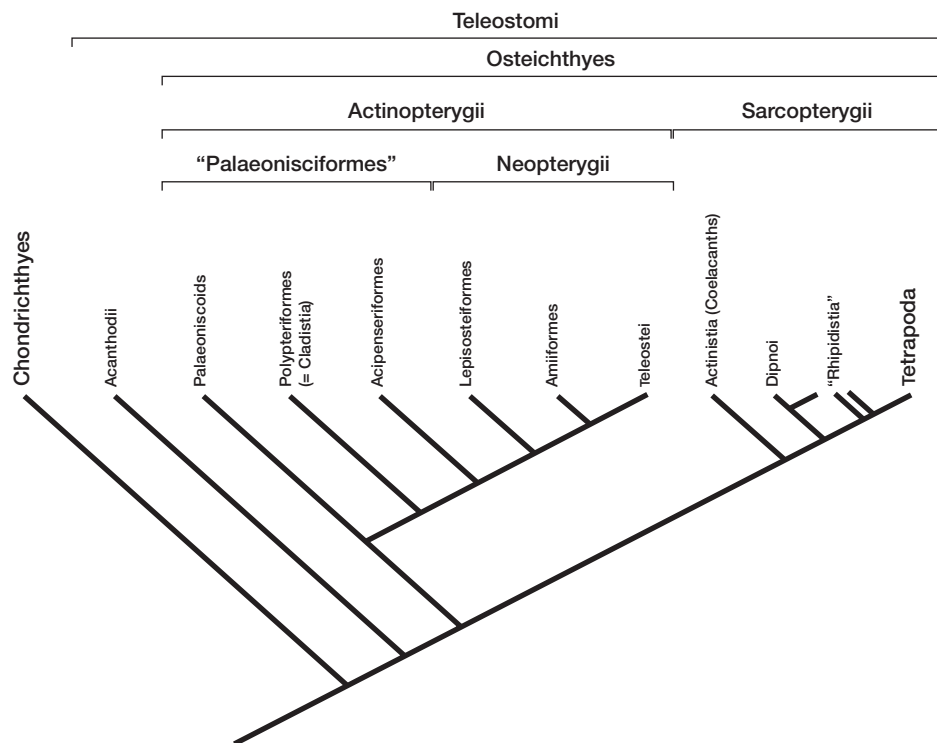 Teleostomi
Osteichthyes
Actinopterygii
Sarcopterygii
“Palaeonisciformes”
Neopterygii
Chondrichthyes
Acanthodii
Palaeoniscoids
Polypteriformes
(= Cladistia)
Acipenseriformes
Lepisosteiformes
Amiiformes
Teleostei
Actinistia (Coelacanths)
Dipnoi
“Rhipidistia”
Tetrapoda